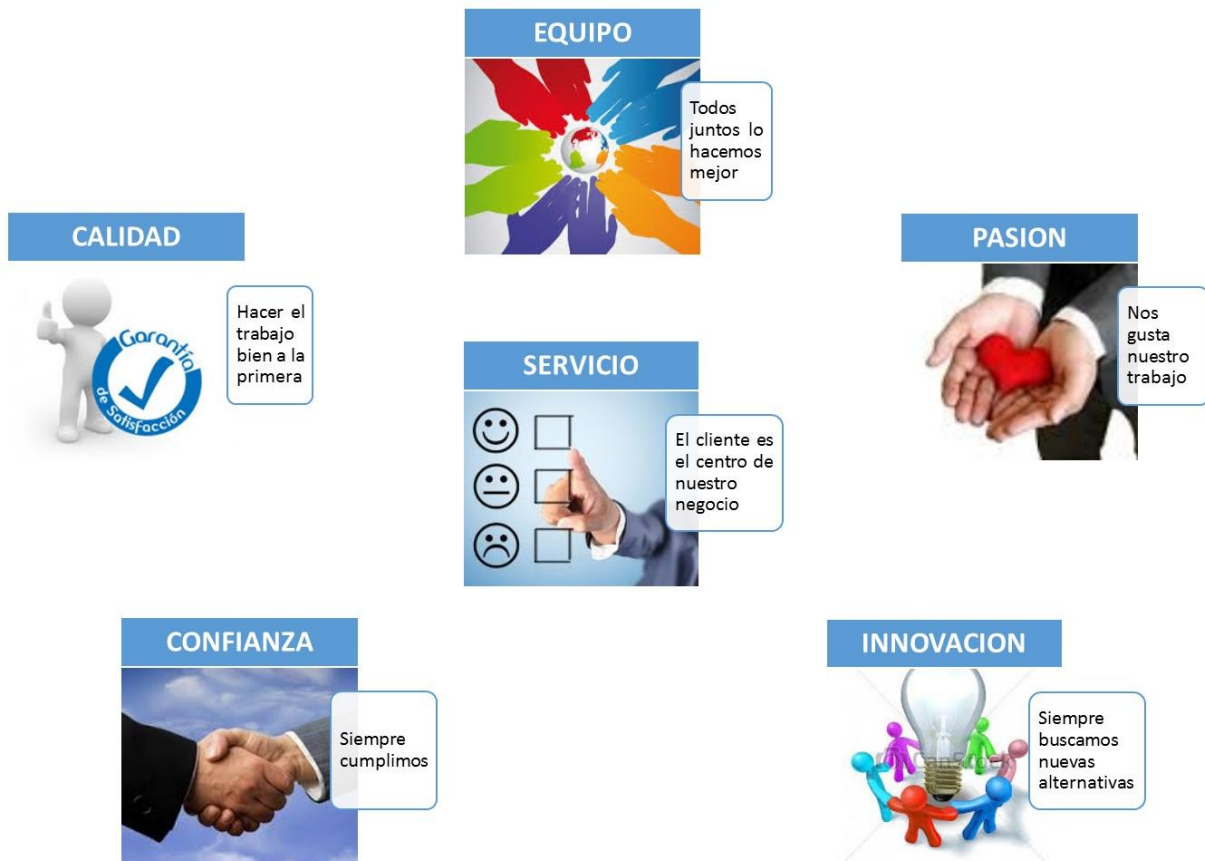 EQUIPO
Todos
juntos lo
hacemos
mejor
CALIDAD
Garantía
de Satisfacción
Hacer el
trabajo
bien a la
primera
PASION
Nos
gusta
nuestro
trabajo
SERVICIO
El cliente es
el centro de
nuestro
negocio
CONFIANZA
Siempre
cumplimos
INNOVACION
CanStock
Siempre
buscamos
nuevas
alternativas